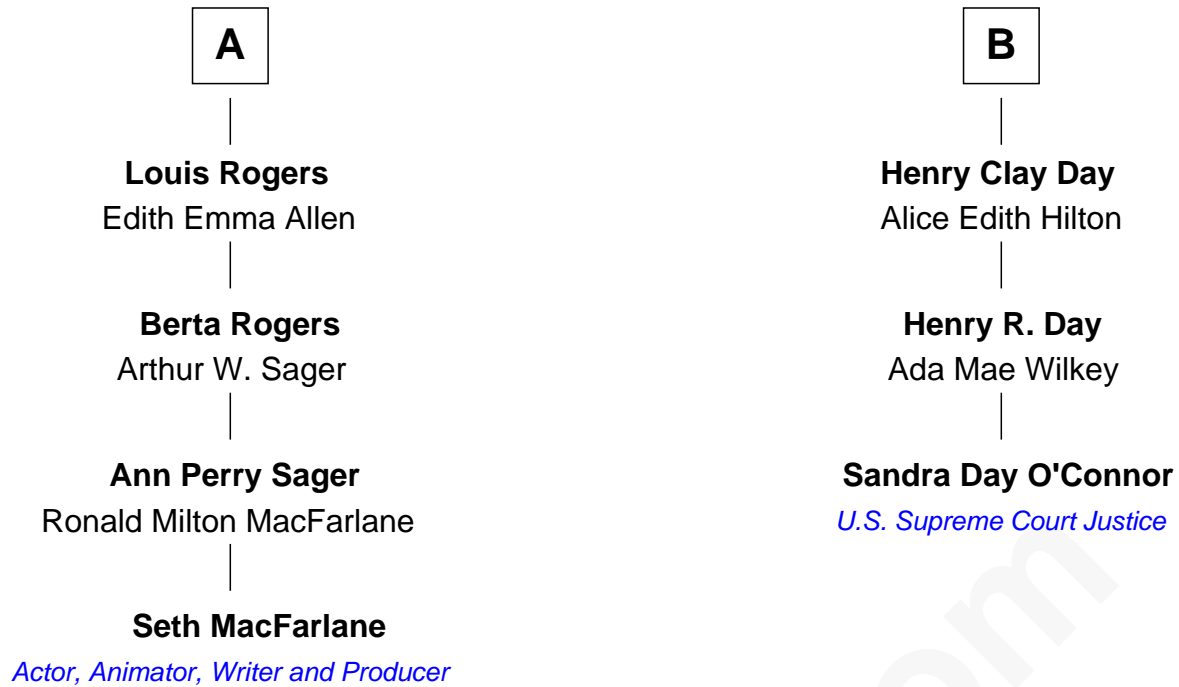 A
Louis Rogers
Edith Emma Allen
Berta Rogers
Arthur W. Sager
Ann Perry Sager
Ronald Milton MacFarlane
Seth MacFarlane
Actor, Animator, Writer and Producer
B
Henry Clay Day
Alice Edith Hilton
Henry R. Day
Ada Mae Wilkey
Sandra Day O'Connor
U.S. Supreme Court Justice
om